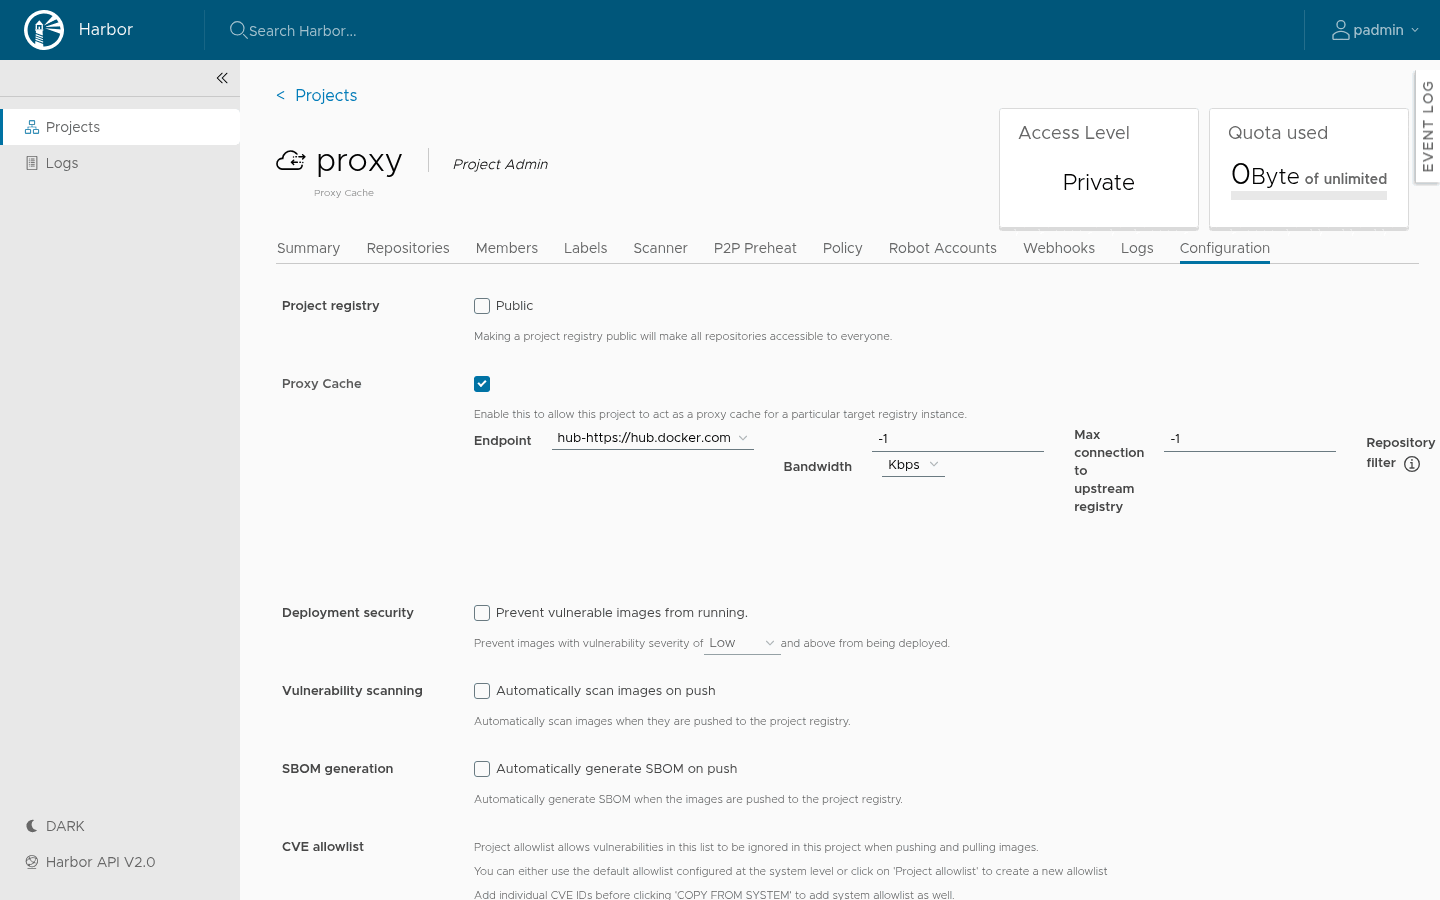 Harbor
Search Harbor...
padmin
Projects
Logs
DARK
Harbor API V2.0
< Projects
proxy
Project Admin
Proxy Cache
Access Level
Private
Quota used
0Byte of unlimited
EVENT LOG
Summary Repositories Members Labels Scanner P2P Preheat Policy Robot Accounts Webhooks Logs Configuration
Project registry
Public
Making a project registry public will make all repositories accessible to everyone.
Proxy Cache
Enable this to allow this project to act as a proxy cache for a particular target registry instance.
Endpoint
hub-https://hub.docker.com
Bandwidth
-1
Kbps
Max
connection
to
upstream
registry
-1
Repository
filter
Deployment security
Prevent vulnerable images from running.
Prevent images with vulnerability severity of Low and above from being deployed.
Vulnerability scanning
Automatically scan images on push
Automatically scan images when they are pushed to the project registry.
SBOM generation
Automatically generate SBOM on push
Automatically generate SBOM when the images are pushed to the project registry.
CVE allowlist
Project allowlist allows vulnerabilities in this list to be ignored in this project when pushing and pulling images.
You can either use the default allowlist configured at the system level or click on 'Project allowlist' to create a new allowlist
Add individual CVE IDs before clicking 'COPY FROM SYSTEM' to add system allowlist as well.